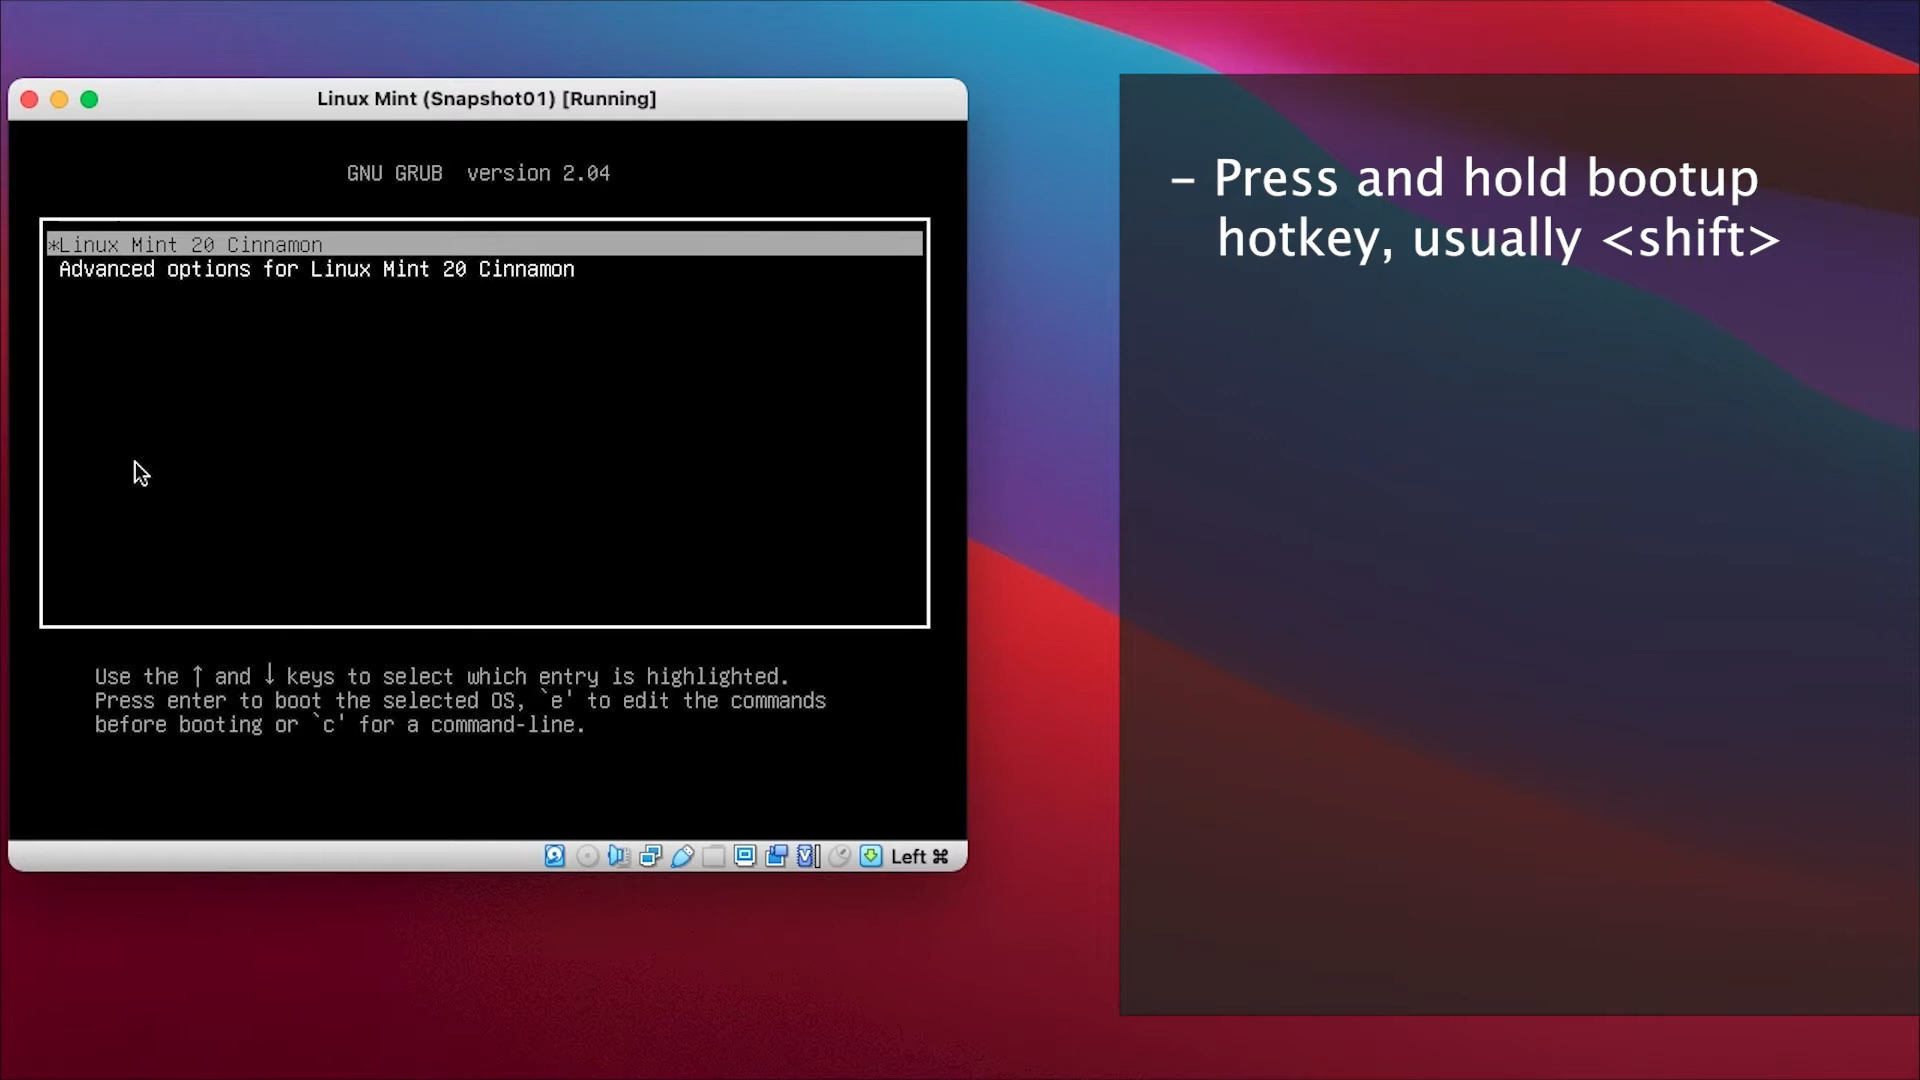 Linux Mint (Snapshot01) [Running]
GNU GRUB version 2.04
*Linux Mint 20 Cinnamon
Advanced options for Linux Mint 20 Cinnamon
Use the ↑ and ↓ keys to select which entry is highlighted.
Press enter to boot the selected OS, `e' to edit the commands
before booting or `c' for a command-line.
Left ⌘
– Press and hold bootup
hotkey, usually <shift>